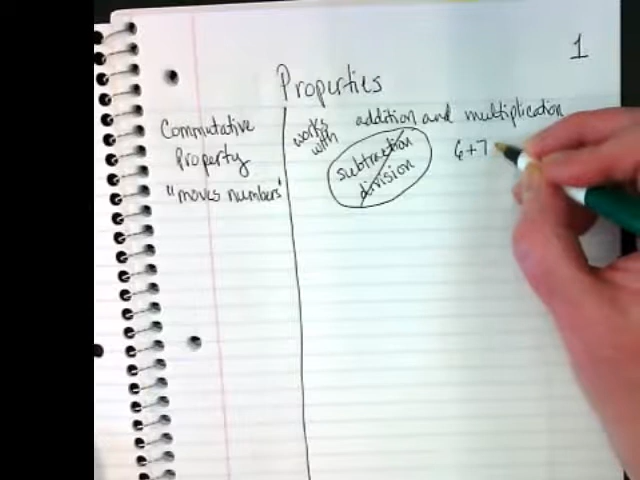 1
Properties
Commutative
Property
"moves numbers"
works
with
addition and multiplication
subtraction
division
6+7